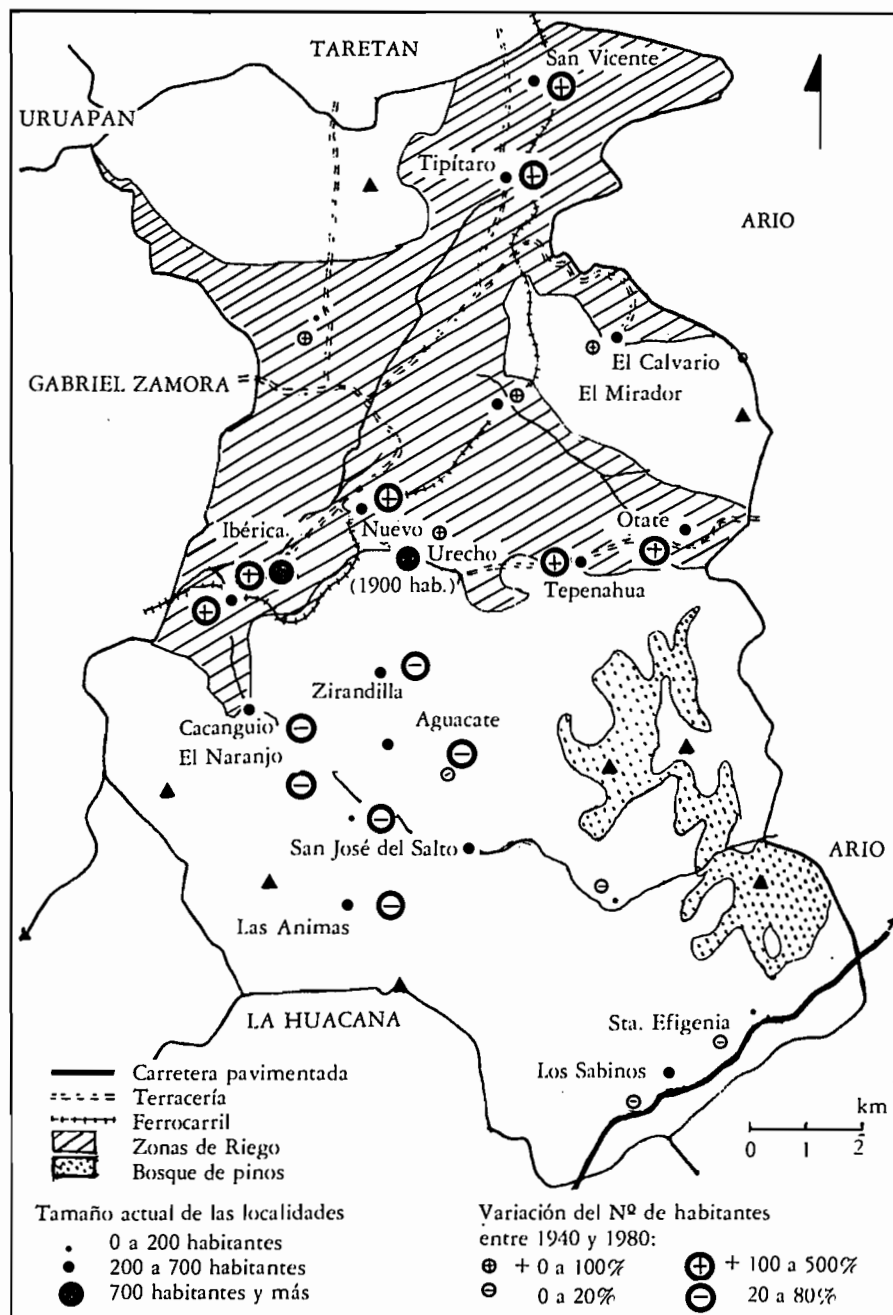 TARETAN
San Vicente
URUAPAN
Tipítaro
ARIO
El Calvario
GABRIEL ZAMORA
El Mirador
Ibérica.
Nuevo
Otate
Urecho
(1900 hab.)
Tepenahua
Zirandilla
Cacanguio
Aguacate
El Naranjo
San José del Salto
ARIO
Las Animas
LA HUACANA
Sta. Efigenia
Los Sabinos
Carretera pavimentada
Terracería
Ferrocarril
Zonas de Riego
Bosque de pinos
km
0 1 2
Tamaño actual de las localidades
0 a 200 habitantes
200 a 700 habitantes
700 habitantes y más
Variación del Nº de habitantes
entre 1940 y 1980:
+ 0 a 100% + 100 a 500%
0 a 20% 20 a 80%